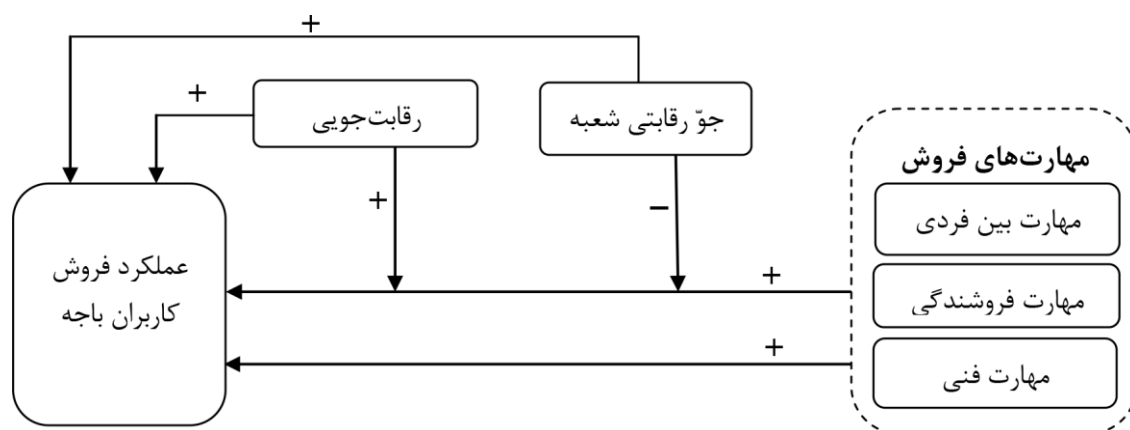 +
+
رقابت‌جویی
جوّ رقابتی شعبه
مهارت‌های فروش
+
−
مهارت بین فردی
عملکرد فروش
کاربران باجه
+
مهارت فروشندگی
+
مهارت فنی